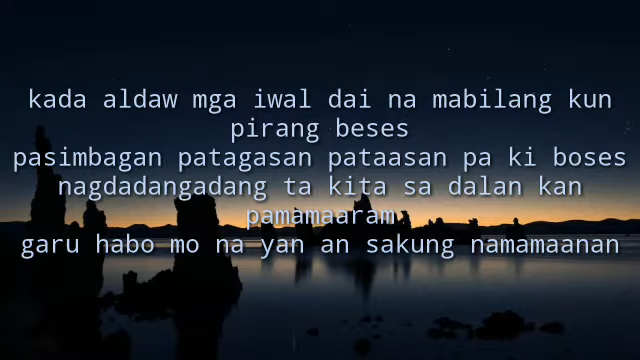 kada aldaw mga iwal dai na mabilang kun
pirang beses
pasimbagan patagasan pataasan pa ki boses
nagdadangadang ta kita sa dalan kan
pamamaaram
garu habo mo na yan an sakung namamaanan